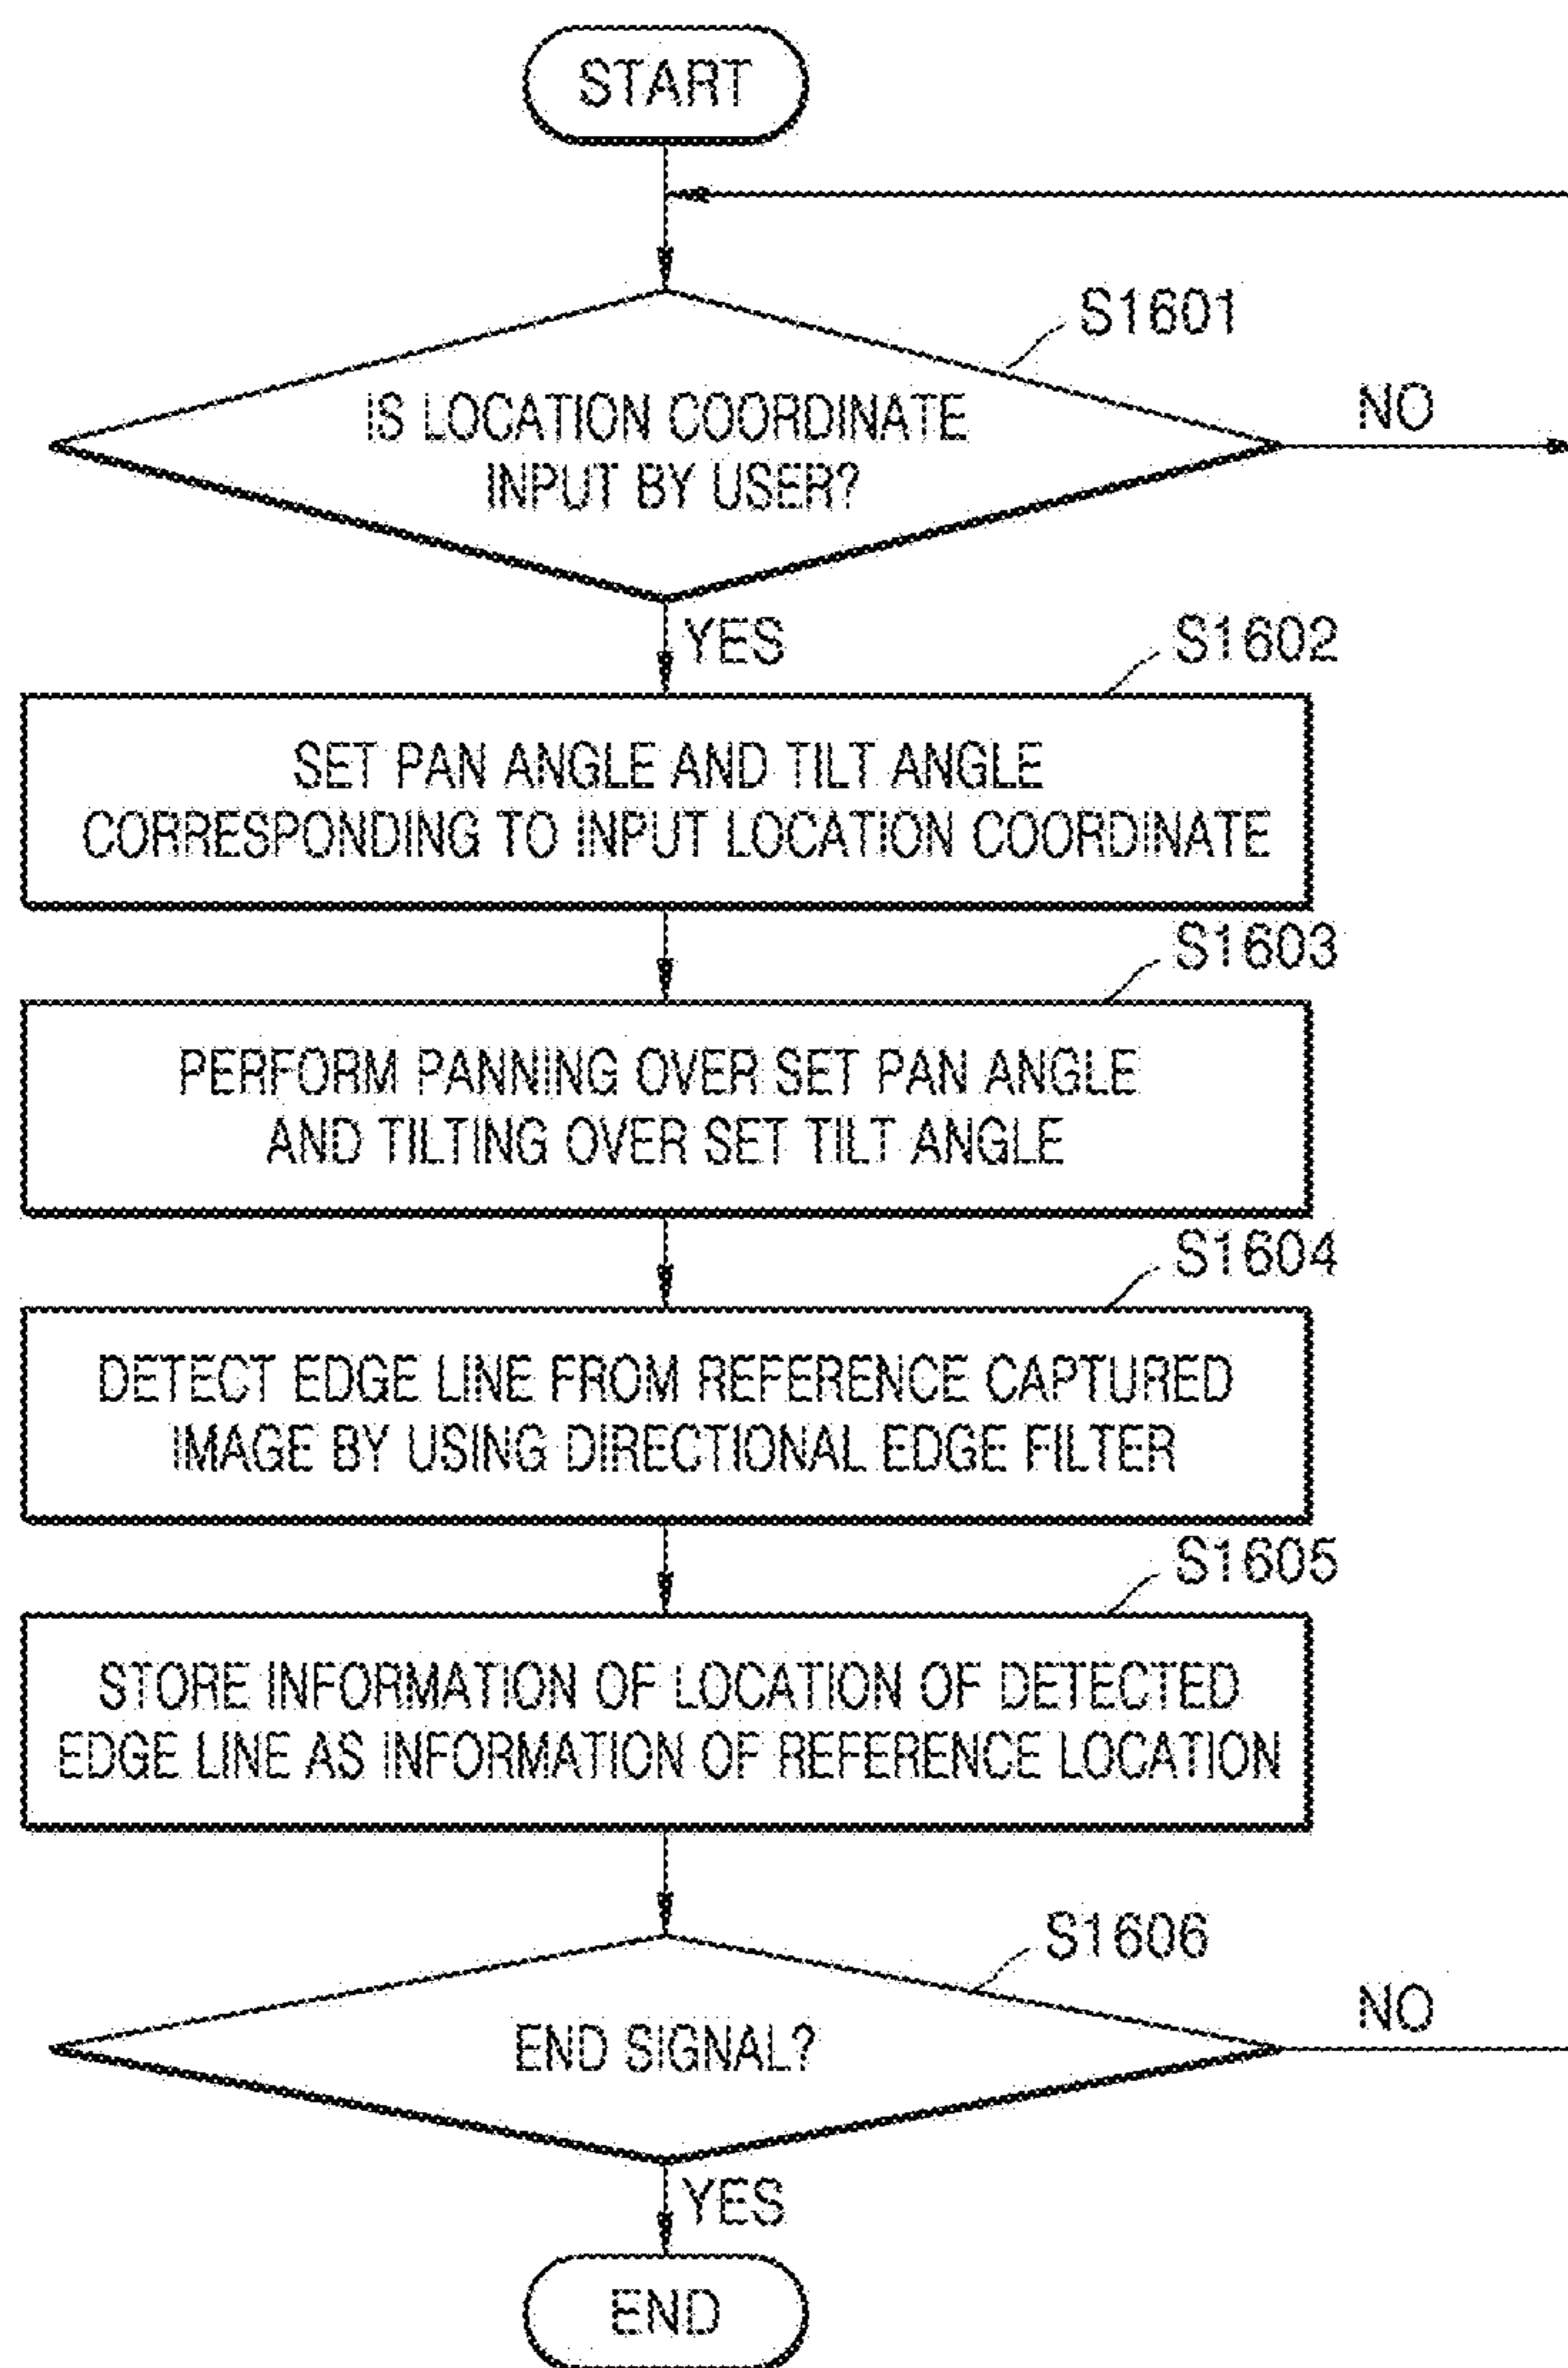 START
S1601
IS LOCATION COORDINATE
INPUT BY USER?
NO
YES
S1602
SET PAN ANGLE AND TILT ANGLE
CORRESPONDING TO INPUT LOCATION COORDINATE
S1603
PERFORM PANNING OVER SET PAN ANGLE
AND TILTING OVER SET TILT ANGLE
S1604
DETECT EDGE LINE FROM REFERENCE CAPTURED
IMAGE BY USING DIRECTIONAL EDGE FILTER
S1605
STORE INFORMATION OF LOCATION OF DETECTED
EDGE LINE AS INFORMATION OF REFERENCE LOCATION
S1606
END SIGNAL?
NO
YES
END